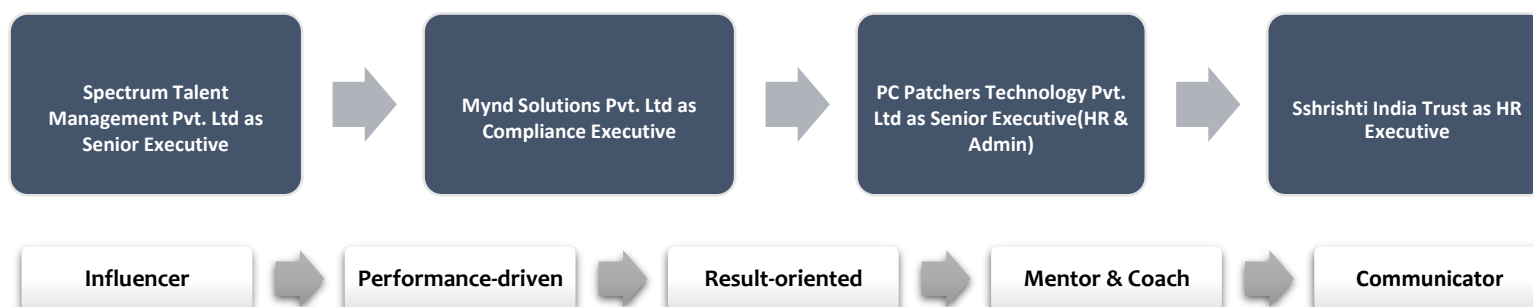 Spectrum Talent
Management Pvt. Ltd as
Senior Executive
Mynd Solutions Pvt. Ltd as
Compliance Executive
PC Patchers Technology Pvt.
Ltd as Senior Executive(HR &
Admin)
Sshrishti India Trust as HR
Executive
Influencer
Performance-driven
Result-oriented
Mentor & Coach
Communicator